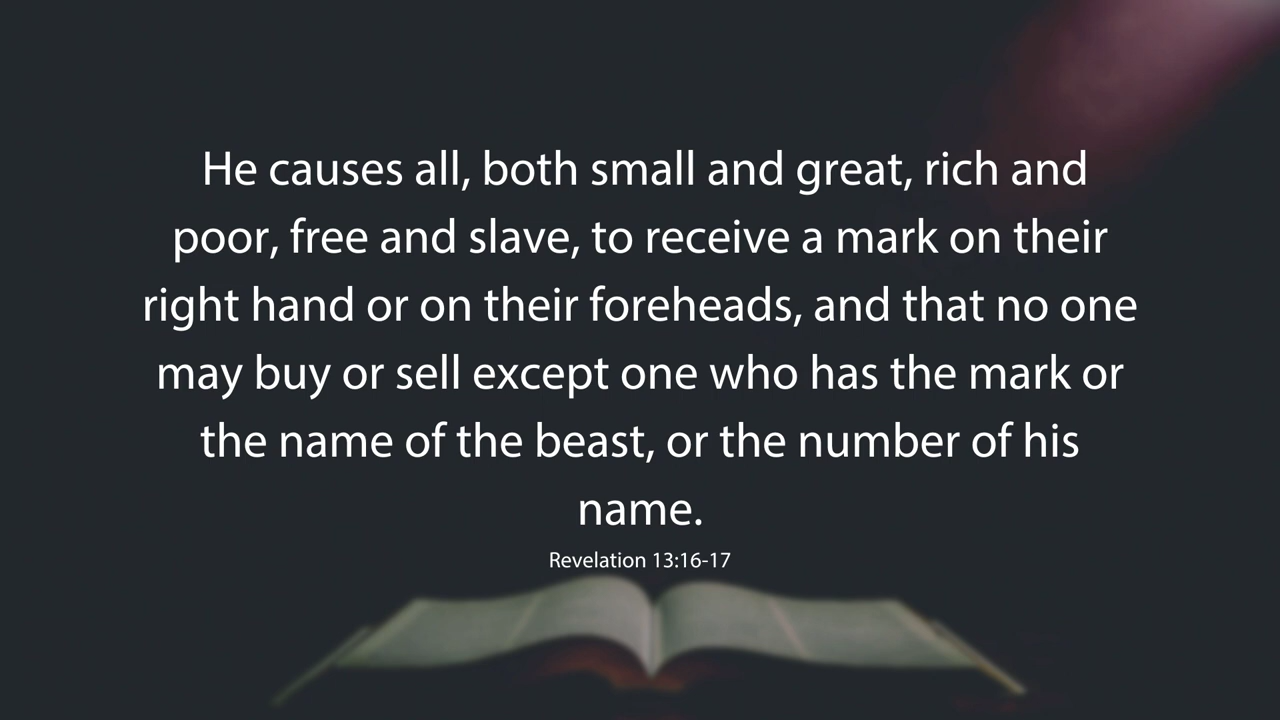 He causes all, both small and great, rich and
poor, free and slave, to receive a mark on their
right hand or on their foreheads, and that no one
may buy or sell except one who has the mark or
the name of the beast, or the number of his
name.
Revelation 13:16-17